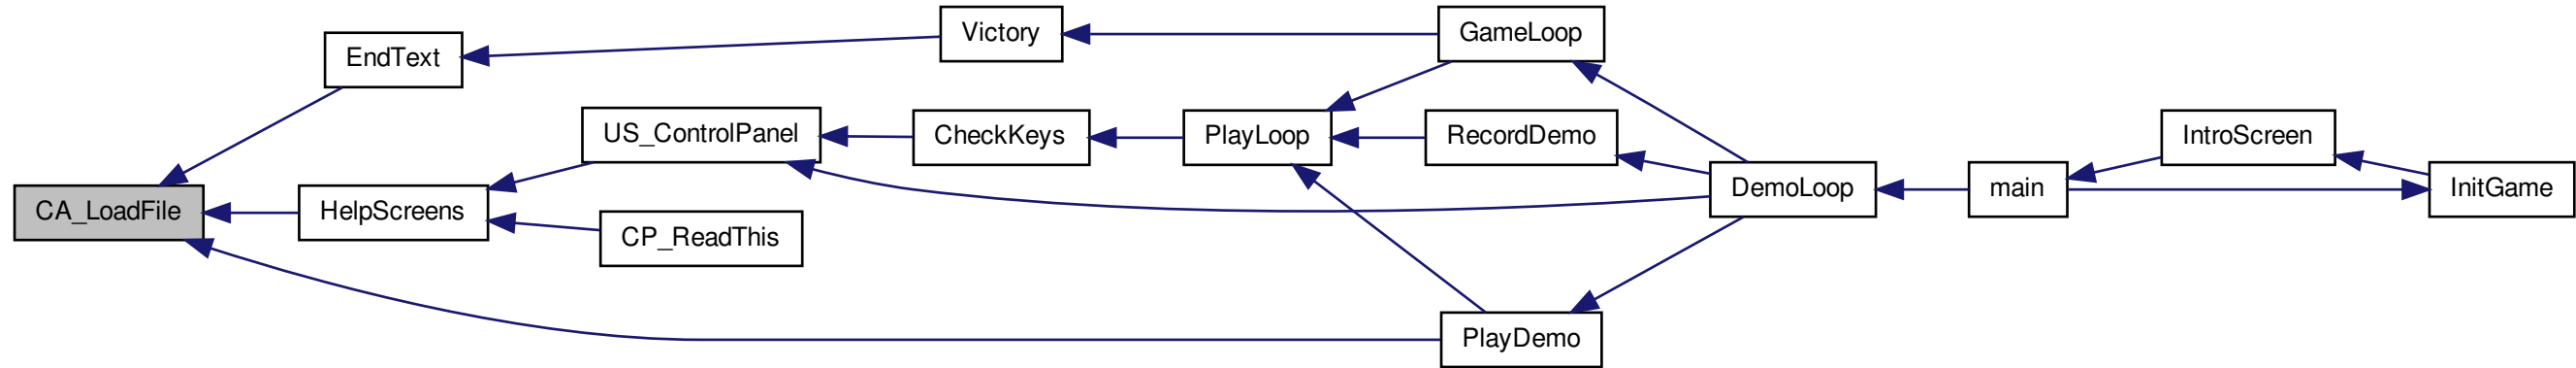 Victory
GameLoop
EndText
US_ControlPanel
CheckKeys
PlayLoop
RecordDemo
IntroScreen
DemoLoop
main
InitGame
CA_LoadFile
HelpScreens
CP_ReadThis
PlayDemo